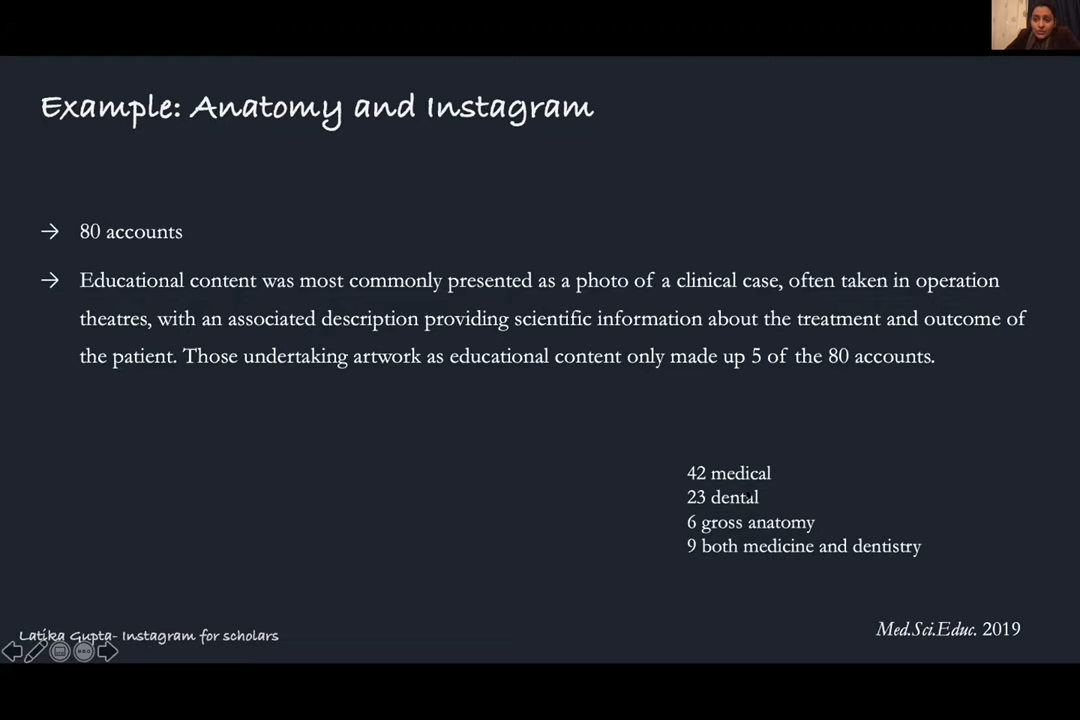 Example: Anatomy and Instagram
→ 80 accounts
→ Educational content was most commonly presented as a photo of a clinical case, often taken in operation
theatres, with an associated description providing scientific information about the treatment and outcome of
the patient. Those undertaking artwork as educational content only made up 5 of the 80 accounts.
42 medical
23 dental
6 gross anatomy
9 both medicine and dentistry
Latika Gupta- Instagram for scholars
Med.Sci.Educ. 2019